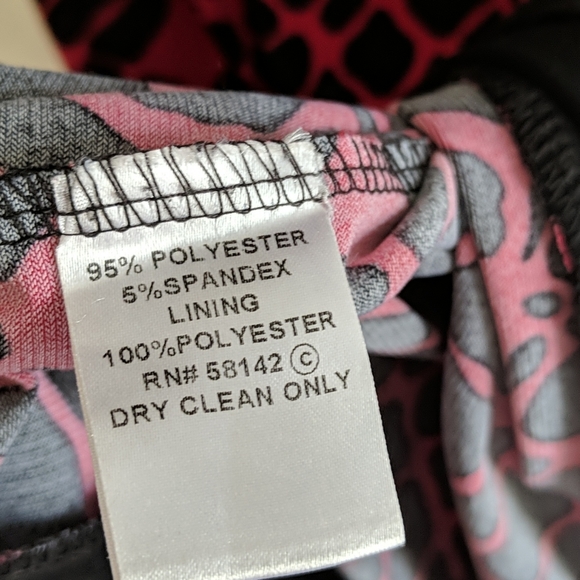 95% POLYESTER
5%SPANDEX
LINING
100%POLYESTER
RN# 58142 Ⓒ
DRY CLEAN ONLY